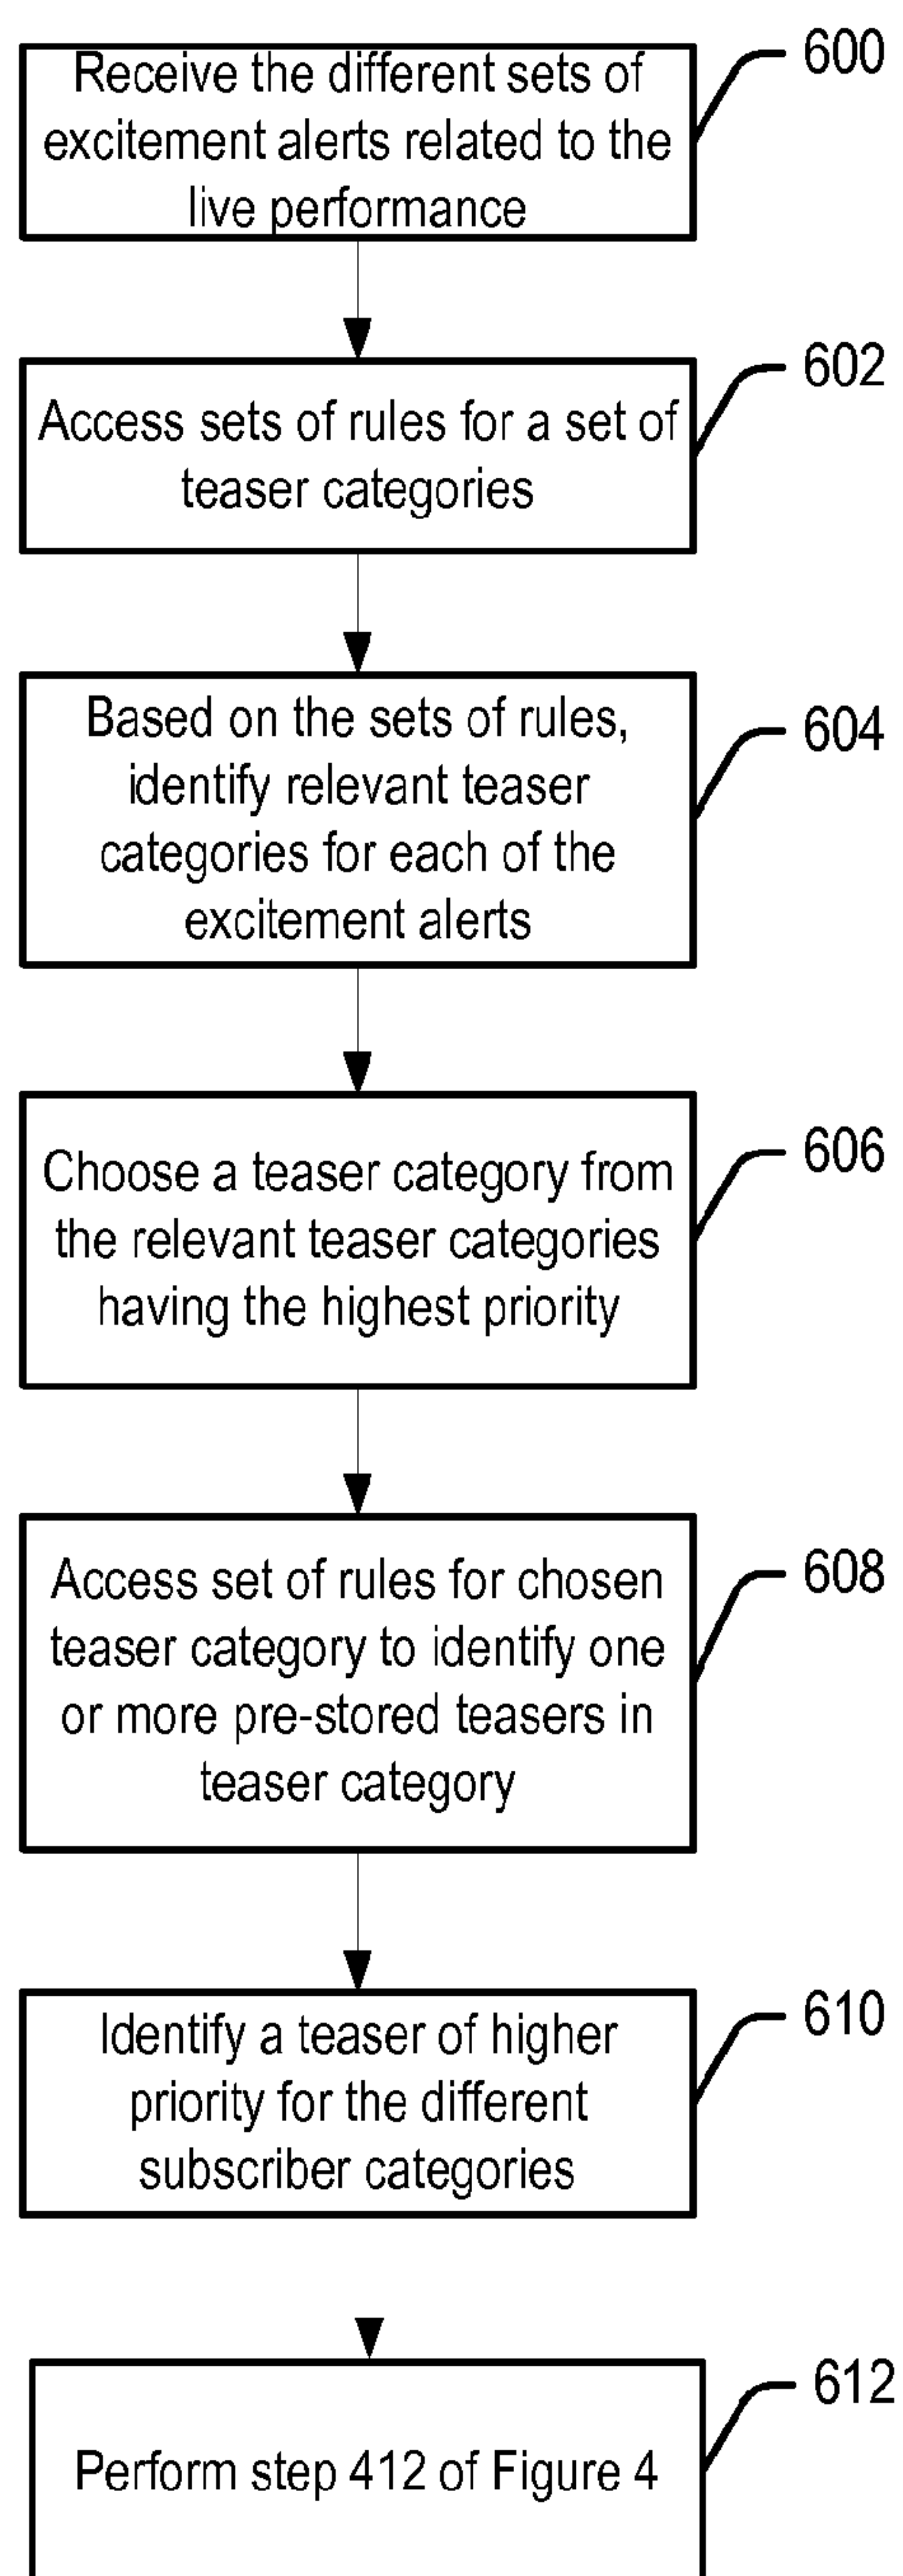 Receive the different sets of
excitement alerts related to the
live performance
600
Access sets of rules for a set of
teaser categories
602
Based on the sets of rules,
identify relevant teaser
categories for each of the
excitement alerts
604
Choose a teaser category from
the relevant teaser categories
having the highest priority
606
Access set of rules for chosen
teaser category to identify one
or more pre-stored teasers in
teaser category
608
Identify a teaser of higher
priority for the different
subscriber categories
610
Perform step 412 of Figure 4
612